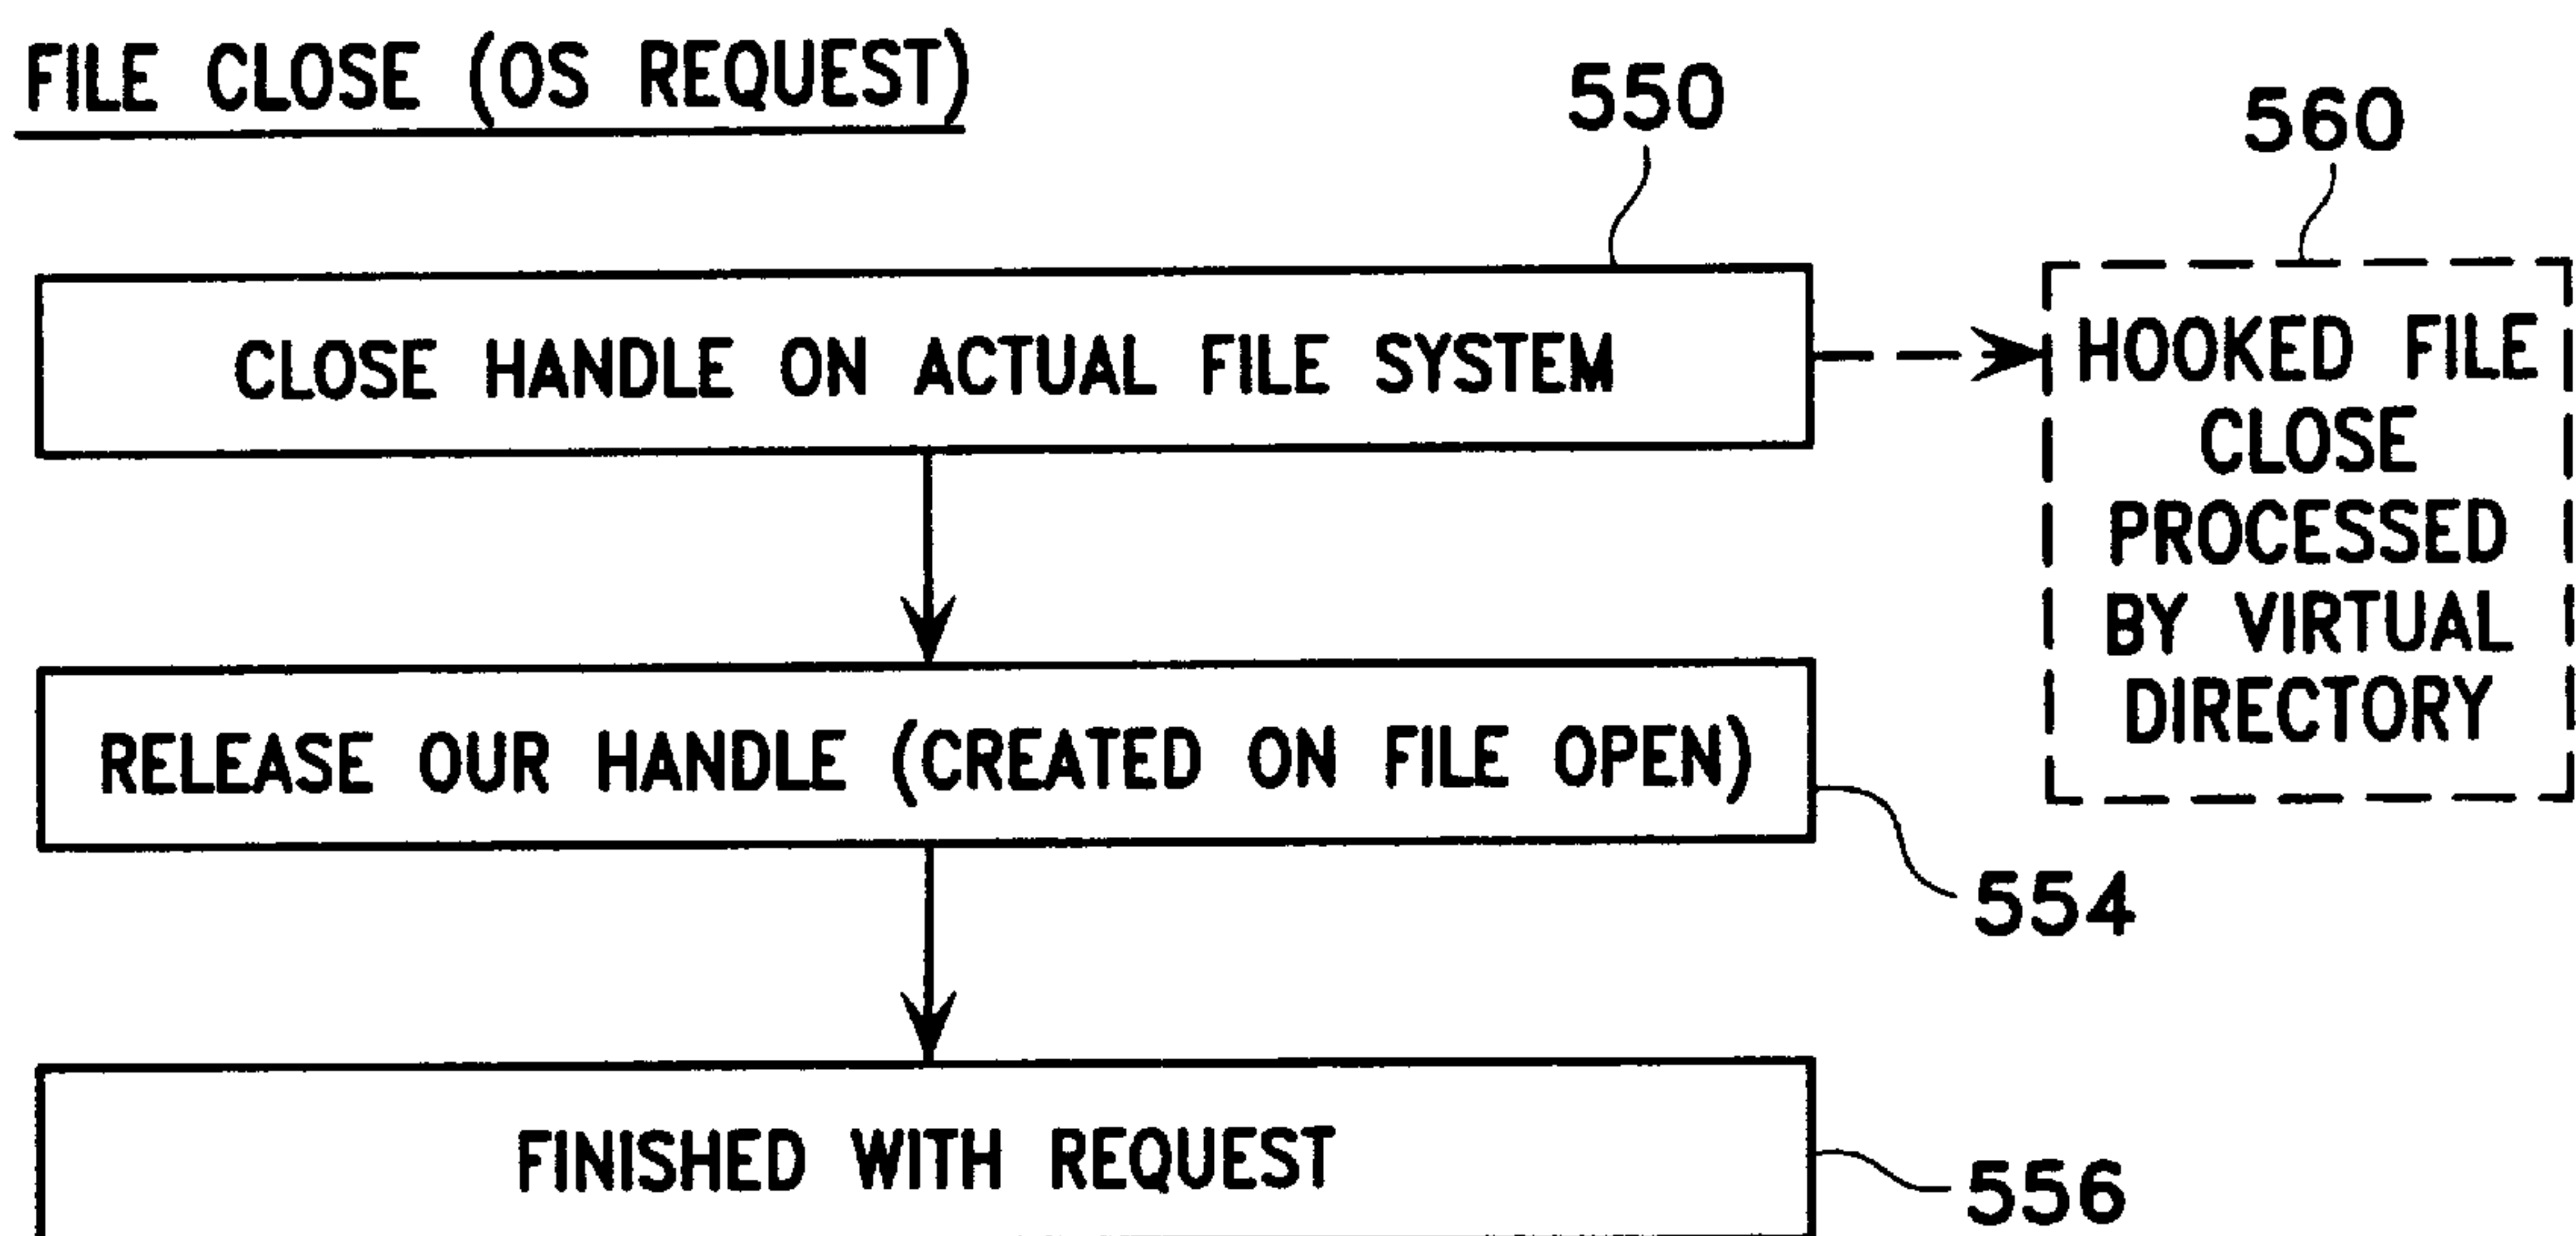 FILE CLOSE (OS REQUEST)
550
560
CLOSE HANDLE ON ACTUAL FILE SYSTEM
HOOKED FILE
CLOSE
PROCESSED
BY VIRTUAL
DIRECTORY
RELEASE OUR HANDLE (CREATED ON FILE OPEN)
554
FINISHED WITH REQUEST
556